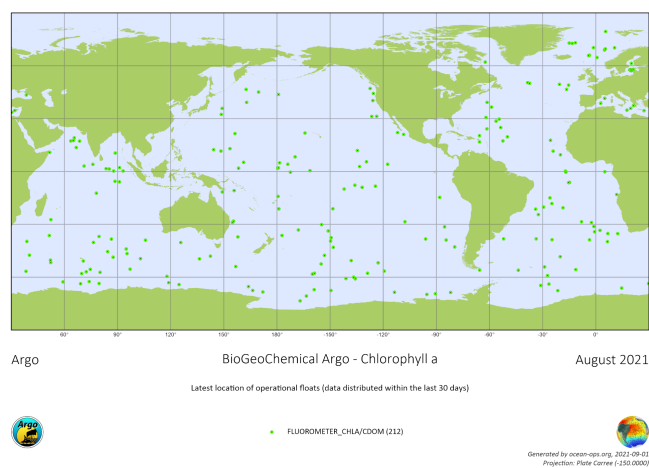 60° 90° 120° 150° 180° -150° -120° -90° -60° -30° 0°
Argo BioGeoChemical Argo - Chlorophyll a August 2021
Latest location of operational floats (data distributed within the last 30 days)
Argo
FLUOROMETER_CHLA/CDOM (212)
Generated by ocean-ops.org, 2021-09-01
Projection: Plate Carree (-150.0000)